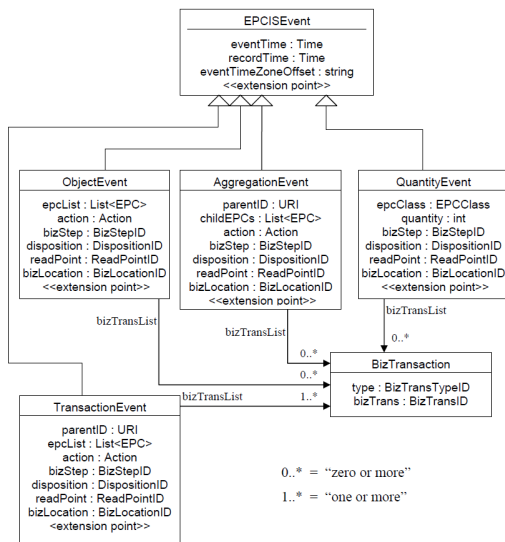 EPCISEvent
eventTime : Time
recordTime : Time
eventTimeZoneOffset : string
<<extension point>>
ObjectEvent
epcList : List<EPC>
action : Action
bizStep : BizStepID
disposition : DispositionID
readPoint : ReadPointID
bizLocation : BizLocationID
<<extension point>>
AggregationEvent
parentID : URI
childEPCs : List<EPC>
action : Action
bizStep : BizStepID
disposition : DispositionID
readPoint : ReadPointID
bizLocation : BizLocationID
<<extension point>>
QuantityEvent
epcClass : EPCClass
quantity : int
bizStep : BizStepID
disposition : DispositionID
readPoint : ReadPointID
bizLocation : BizLocationID
<<extension point>>
bizTransList
bizTransList
bizTransList
0..*
0..*
0..*
BizTransaction
type : BizTransTypeID
bizTrans : BizTransID
bizTransList
1..*
TransactionEvent
parentID : URI
epcList : List<EPC>
action : Action
bizStep : BizStepID
disposition : DispositionID
readPoint : ReadPointID
bizLocation : BizLocationID
<extension point>>
0..* = “zero or more”
1..* = “one or more”